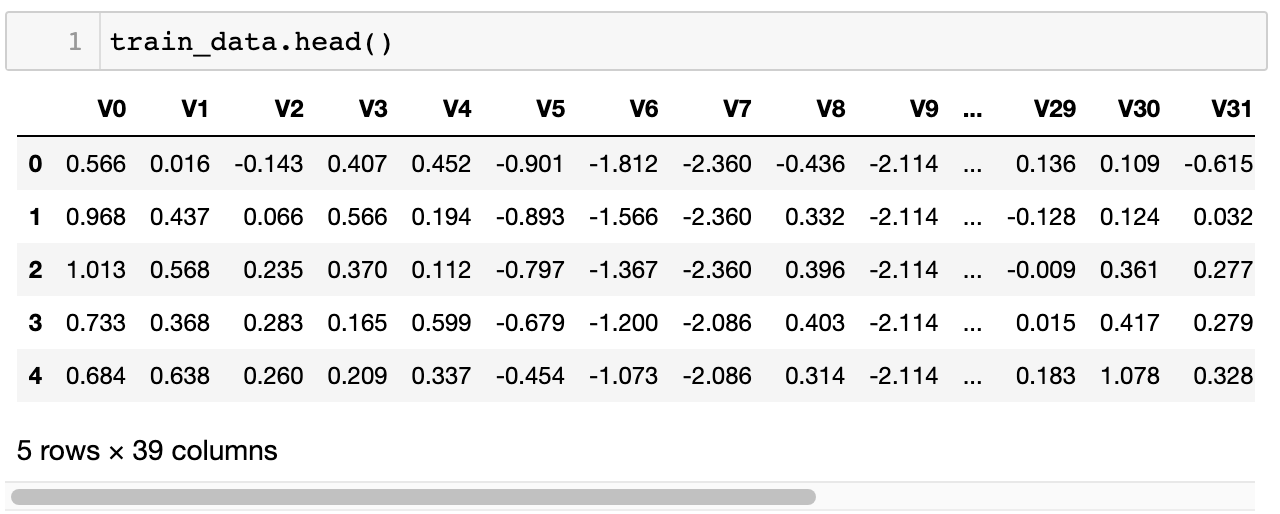 1 train_data.head()
V0 V1 V2 V3 V4 V5 V6 V7 V8 V9 ... V29 V30 V31
0 0.566 0.016 -0.143 0.407 0.452 -0.901 -1.812 -2.360 -0.436 -2.114 ... 0.136 0.109 -0.615
1 0.968 0.437 0.066 0.566 0.194 -0.893 -1.566 -2.360 0.332 -2.114 ... -0.128 0.124 0.032
2 1.013 0.568 0.235 0.370 0.112 -0.797 -1.367 -2.360 0.396 -2.114 ... -0.009 0.361 0.277
3 0.733 0.368 0.283 0.165 0.599 -0.679 -1.200 -2.086 0.403 -2.114 ... 0.015 0.417 0.279
4 0.684 0.638 0.260 0.209 0.337 -0.454 -1.073 -2.086 0.314 -2.114 ... 0.183 1.078 0.328
5 rows × 39 columns